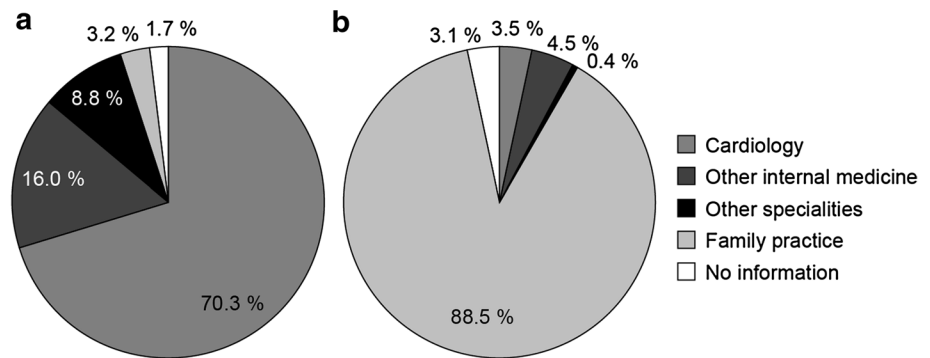 a
3.2 % 1.7 %
8.8 %
16.0 %
70.3 %
b
3.1 % 3.5 %
4.5 %
0.4 %
88.5 %
Cardiology
Other internal medicine
Other specialities
Family practice
No information